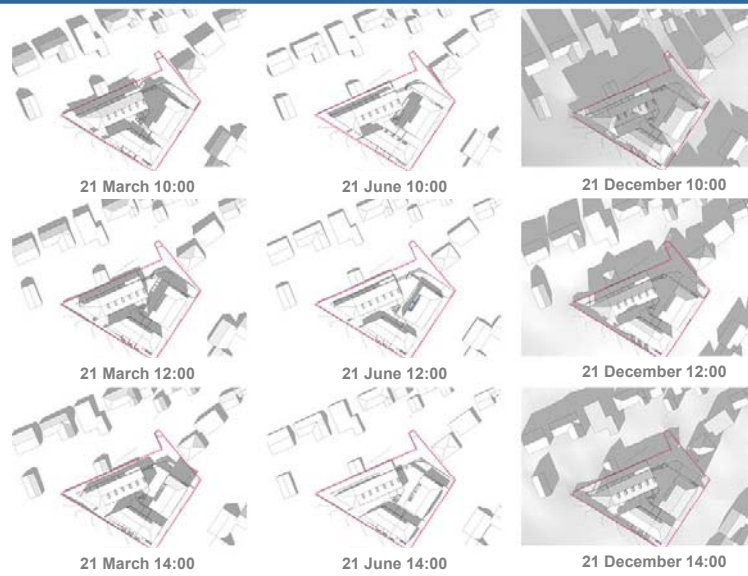 21 March 10:00
21 June 10:00
21 December 10:00
21 March 12:00
21 June 12:00
21 December 12:00
21 March 14:00
21 June 14:00
21 December 14:00